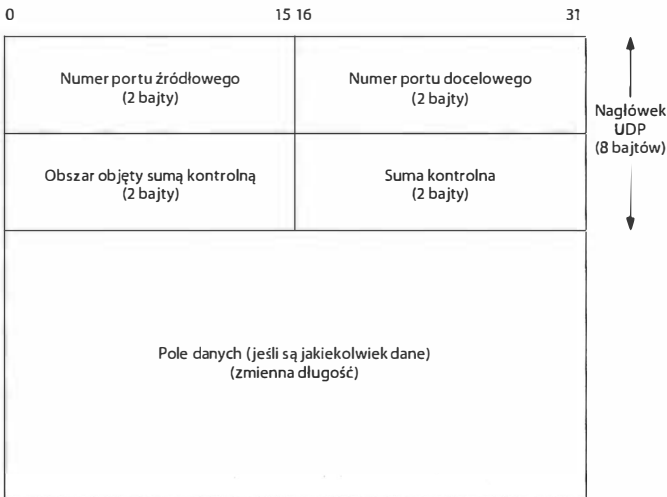 0 15 16 31
Numer portu źródłowego
(2 bajty)
Numer portu docelowego
(2 bajty)
Nagłówek
UDP
(8 bajtów)
Obszar objęty sumą kontrolną
(2 bajty)
Suma kontrolna
(2 bajty)
Pole danych (jeśli są jakiekolwiek dane)
(zmienna długość)